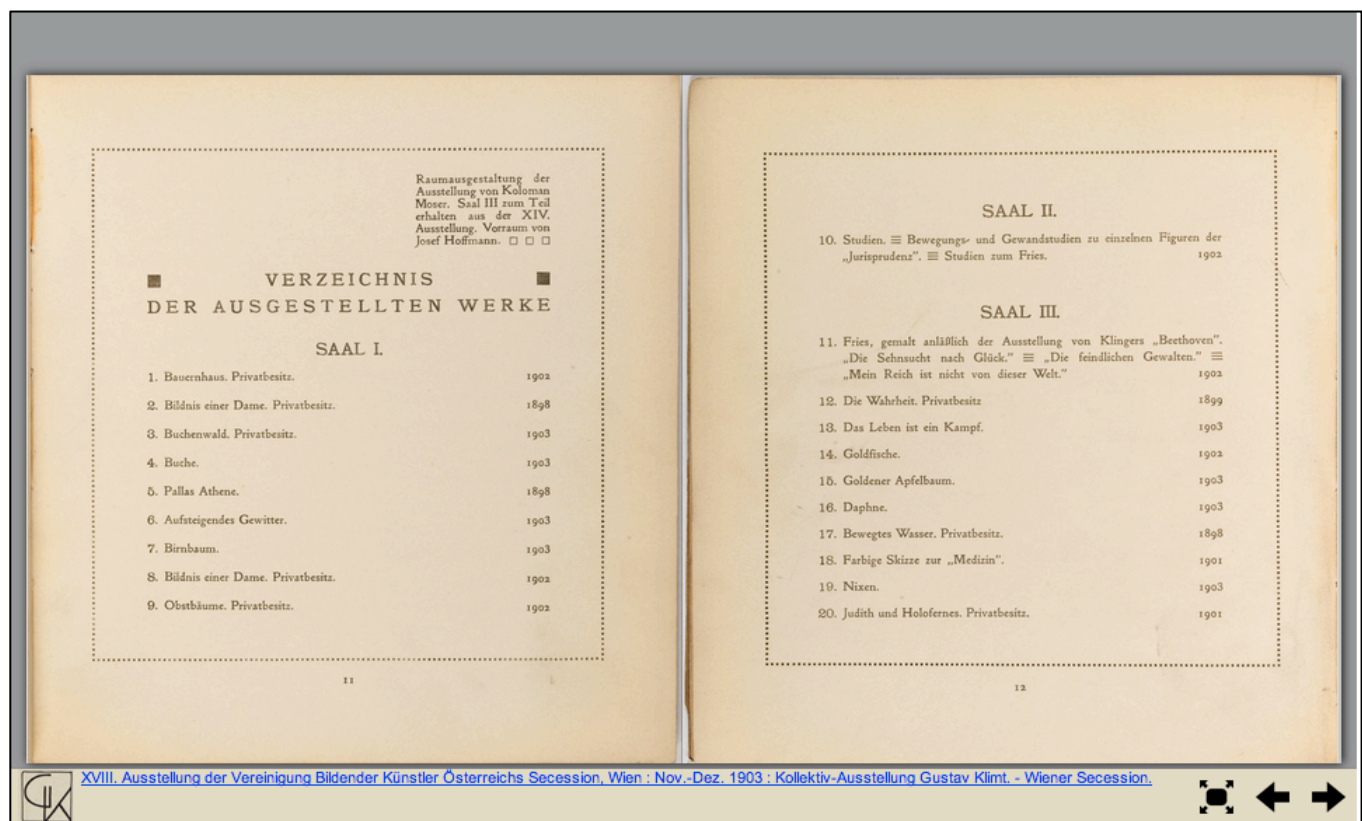 Raumausgestaltung der
Ausstellung von Koloman
Moser. Saal III zum Teil
erhalten aus der XIV.
Ausstellung. Vorraum von
Josef Hoffmann. □ □ □
VERZEICHNIS
DER AUSGESTELLTEN WERKE
SAAL I.
1. Bauernhaus. Privatbesitz. 1902
2. Bildnis einer Dame. Privatbesitz. 1898
3. Buchenwald. Privatbesitz. 1903
4. Buche. 1903
5. Pallas Athene. 1898
6. Aufsteigendes Gewitter. 1903
7. Birnbaum. 1903
8. Bildnis einer Dame. Privatbesitz. 1902
9. Obstbäume. Privatbesitz. 1902
11
SAAL II.
10. Studien. ☰ Bewegungs- und Gewandstudien zu einzelnen Figuren der
„Jurisprudenz”. ☰ Studien zum Fries. 1902
SAAL III.
11. Fries, gemalt anläßlich der Ausstellung von Klingers „Beethoven”.
„Die Sehnsucht nach Glück.” ☰ „Die feindlichen Gewalten.” ☰
„Mein Reich ist nicht von dieser Welt.” 1902
12. Die Wahrheit. Privatbesitz 1899
13. Das Leben ist ein Kampf. 1903
14. Goldfische. 1902
15. Goldener Apfelbaum. 1903
16. Daphne. 1903
17. Bewegtes Wasser. Privatbesitz. 1898
18. Farbige Skizze zur „Medizin”. 1901
19. Nixen. 1903
20. Judith und Holofernes. Privatbesitz. 1901
12
XVIII. Ausstellung der Vereinigung Bildender Künstler Österreichs Secession, Wien : Nov.-Dez. 1903 : Kollektiv-Ausstellung Gustav Klimt. - Wiener Secession.